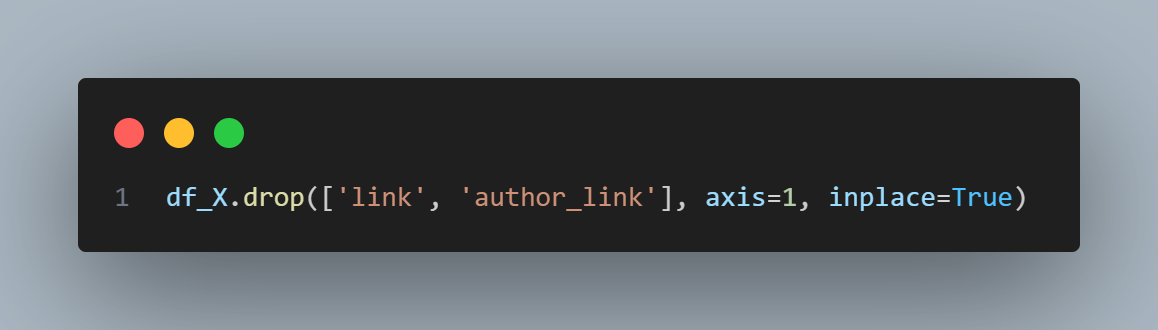 1 df_X.drop(['link', 'author_link'], axis=1, inplace=True)